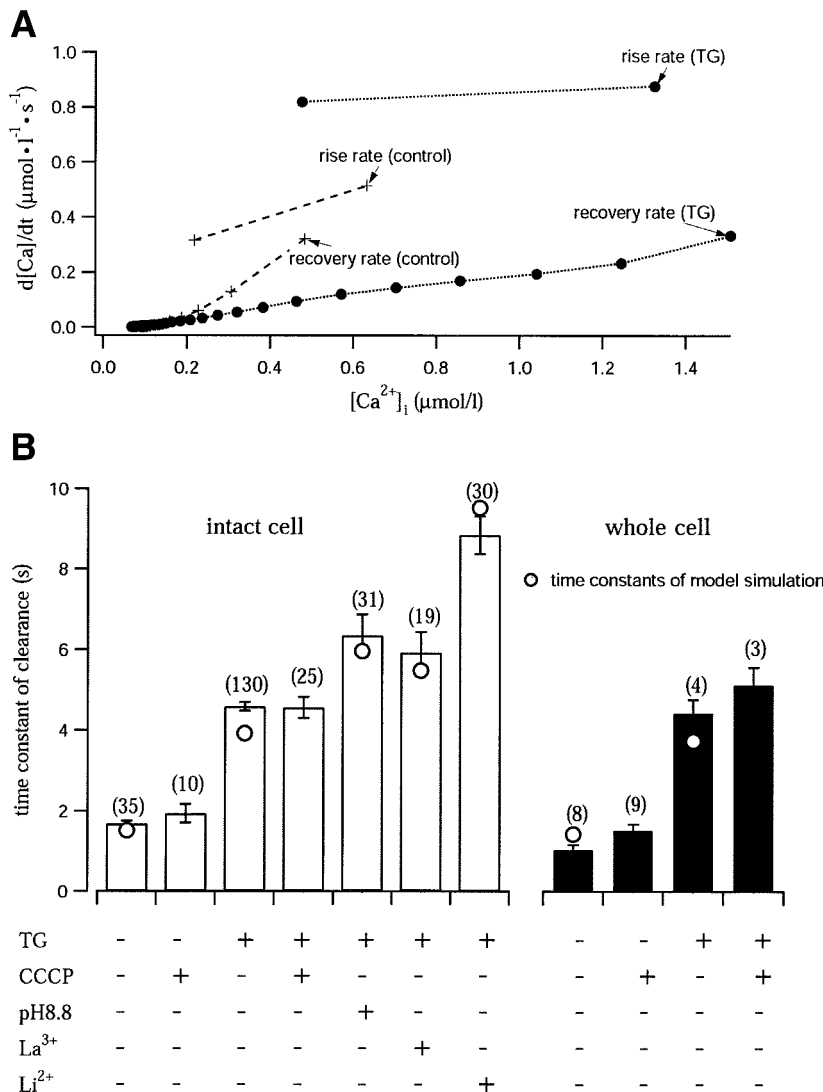 A
1.0
0.8
0.6
0.4
0.2
0.0
d[Ca]/dt (μmol·l⁻¹·s⁻¹)
rise rate (TG)
rise rate (control)
recovery rate (TG)
recovery rate (control)
0.0 0.2 0.4 0.6 0.8 1.0 1.2 1.4
[Ca²⁺]ᵢ (μmol/l)
B
10
8
6
4
2
0
time constant of clearance (s)
intact cell
whole cell
time constants of model simulation
(35) (10) (130) (25) (31) (19) (30) (8) (9) (4) (3)
TG - - + + + + + - - + +
CCCP - + - + - - - - + - +
pH8.8 - - - - + - - - - - -
La³⁺ - - - - - + - - - - -
Li²⁺ - - - - - - + - - - -